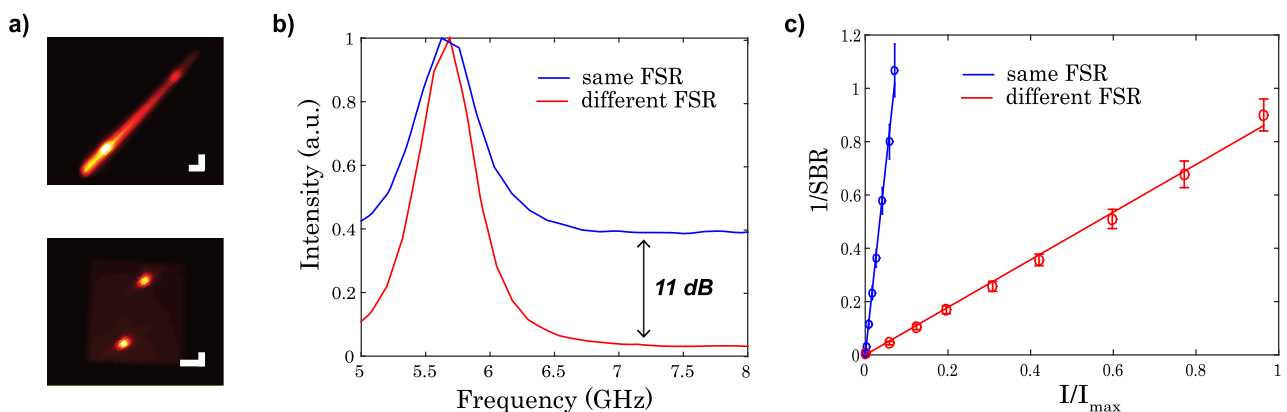 a)
b)
1
0.8
0.6
0.4
0.2
0
5
5.5
6
6.5
7
7.5
8
Intensity (a.u.)
Frequency (GHz)
same FSR
different FSR
11 dB
c)
1.2
1
0.8
0.6
0.4
0.2
0
0
0.2
0.4
0.6
0.8
1
1/SBR
I/Imax
same FSR
different FSR